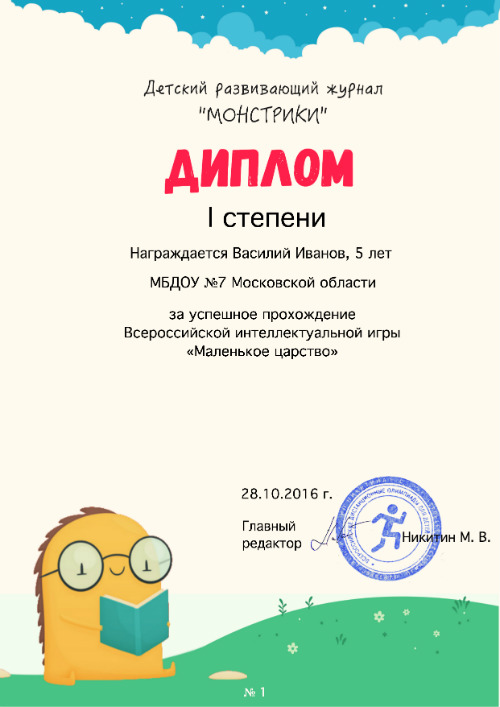 Детский развивающий журнал
"МОНСТРИКИ"
ДИПЛОМ
I степени
Награждается Василий Иванов, 5 лет
МБДОУ №7 Московской области
за успешное прохождение
Всероссийской интеллектуальной игры
«Маленькое царство»
28.10.2016 г.
Главный
редактор
Никитин М. В.
№ 1